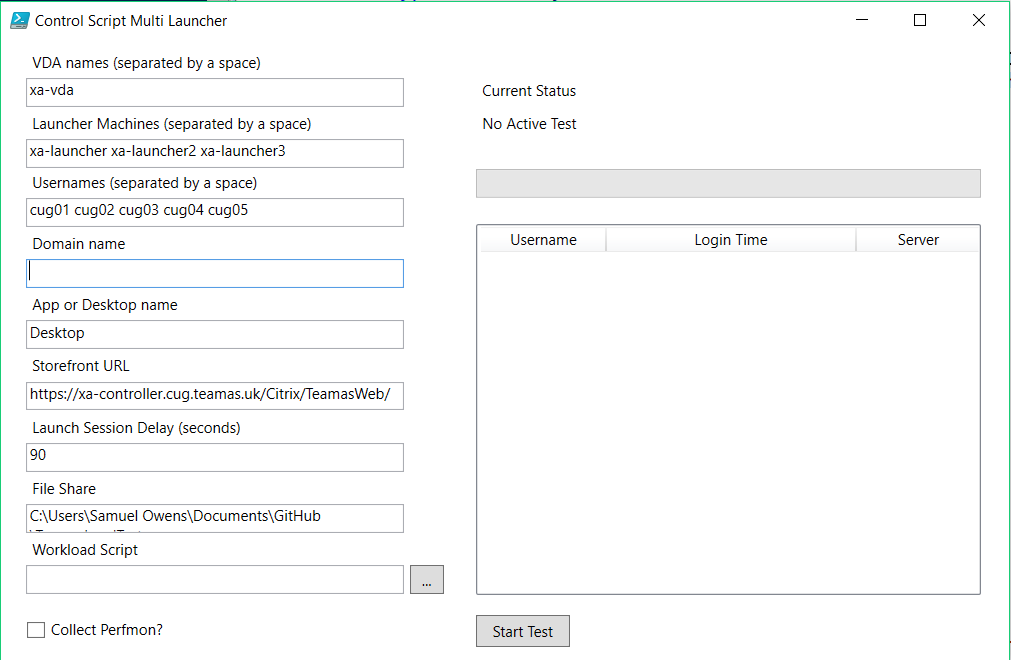 Control Script Multi Launcher
VDA names (separated by a space)
xa-vda
Launcher Machines (separated by a space)
xa-launcher xa-launcher2 xa-launcher3
Usernames (separated by a space)
cug01 cug02 cug03 cug04 cug05
Domain name
App or Desktop name
Desktop
Storefront URL
https://xa-controller.cug.teamas.uk/Citrix/TeamasWeb/
Launch Session Delay (seconds)
90
File Share
C:\Users\Samuel Owens\Documents\GitHub
Workload Script
...
Collect Perfmon?
Current Status
No Active Test
Username Login Time Server
Start Test